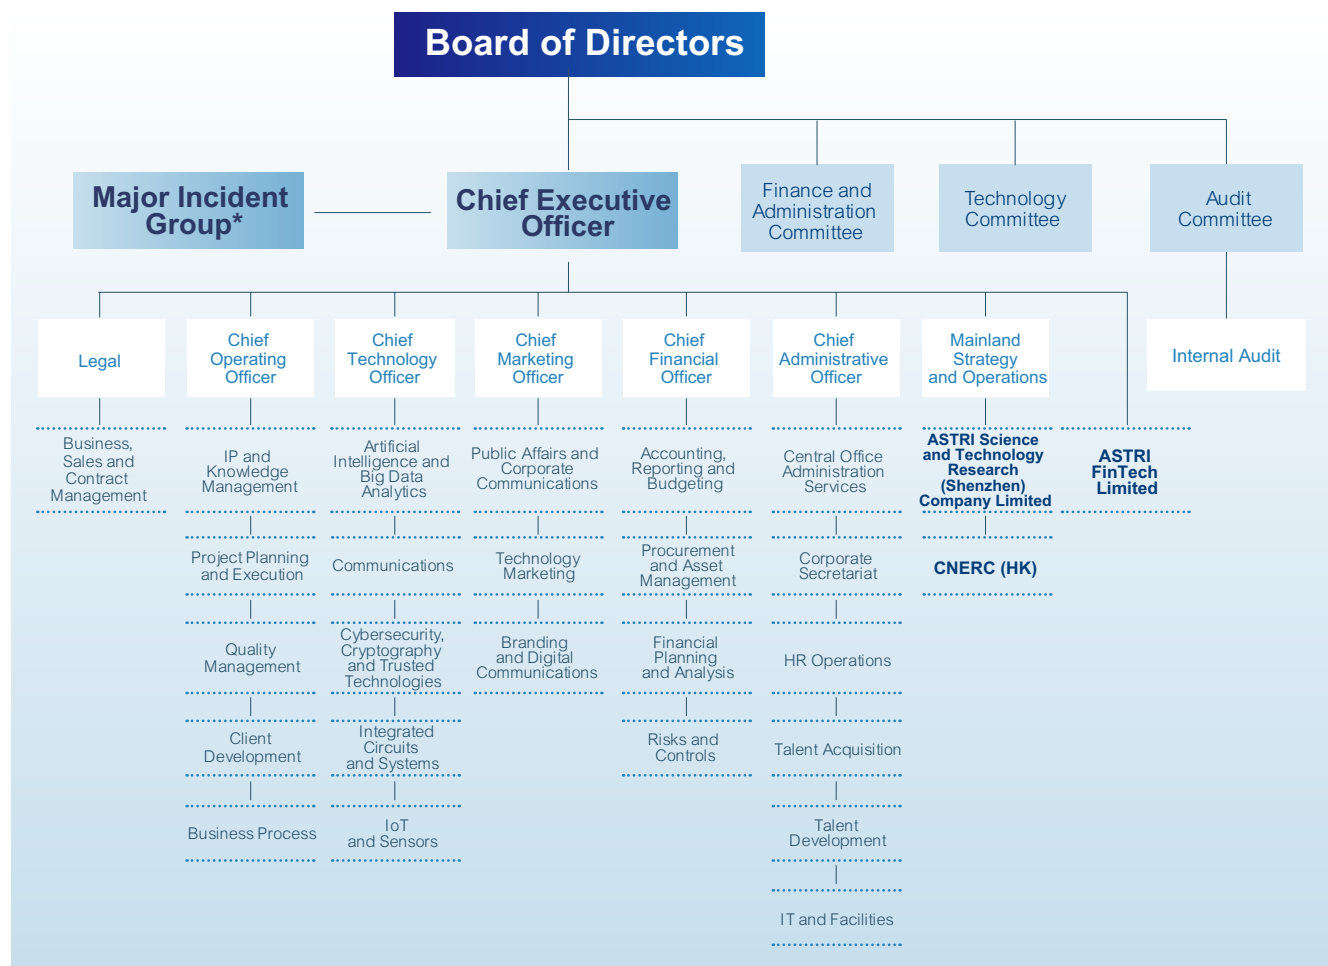 Board of Directors
Major Incident
Group*
Chief Executive
Officer
Finance and
Administration
Committee
Technology
Committee
Audit
Committee
Legal
Chief
Operating
Officer
Chief
Technology
Officer
Chief
Marketing
Officer
Chief
Financial
Officer
Chief
Administrative
Officer
Mainland
Strategy
and Operations
Internal Audit
Business,
Sales and
Contract
Management
IP and
Knowledge
Management
Artificial
Intelligence and
Big Data
Analytics
Public Affairs and
Corporate
Communications
Accounting,
Reporting and
Budgeting
Central Office
Administration
Services
ASTRI Science
and Technology
Research
(Shenzhen)
Company Limited
ASTRI
FinTech
Limited
Project Planning
and Execution
Communications
Technology
Marketing
Procurement
and Asset
Management
Corporate
Secretariat
CNERC (HK)
Quality
Management
Cybersecurity,
Cryptography
and Trusted
Technologies
Branding
and Digital
Communications
Financial
Planning
and Analysis
HR Operations
Client
Development
Integrated
Circuits
and Systems
Risks and
Controls
Talent Acquisition
Business Process
IoT
and Sensors
Talent
Development
IT and Facilities